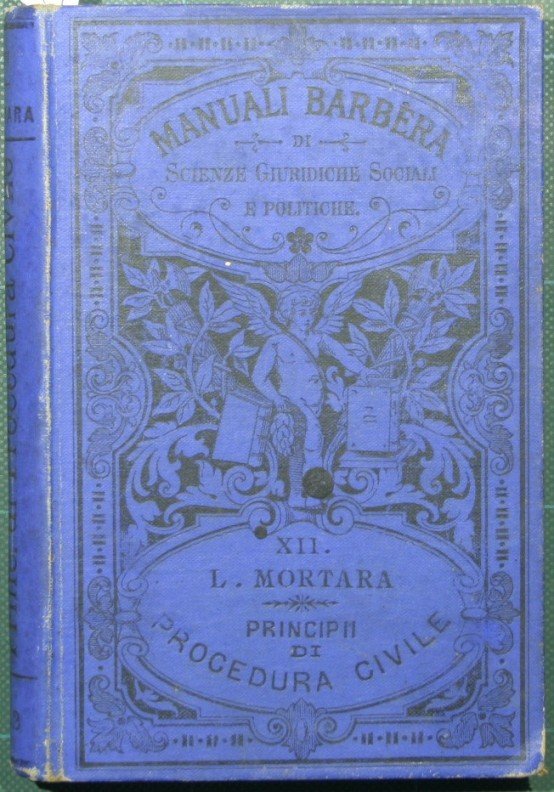 MANUALI BARBÈRA
DI
SCIENZE GIURIDICHE SOCIALI
E POLITICHE.
XII.
L. MORTARA
PRINCIPII
DI
PROCEDURA CIVILE